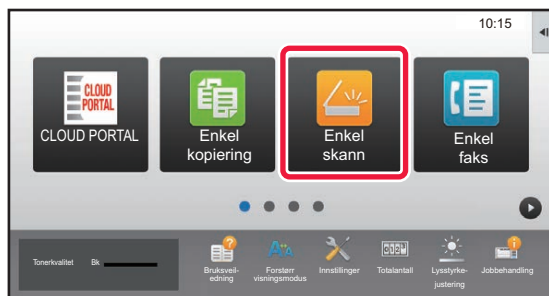 10:15
CLOUD
PORTAL
CLOUD PORTAL
Enkel
kopiering
Enkel
skann
Enkel
faks
Tonerkvalitet Bk
Bruksveil-
edning
Forstørr
visningsmodus
Innstillinger
Totalantall
Lysstyrke-
justering
Jobbehandling